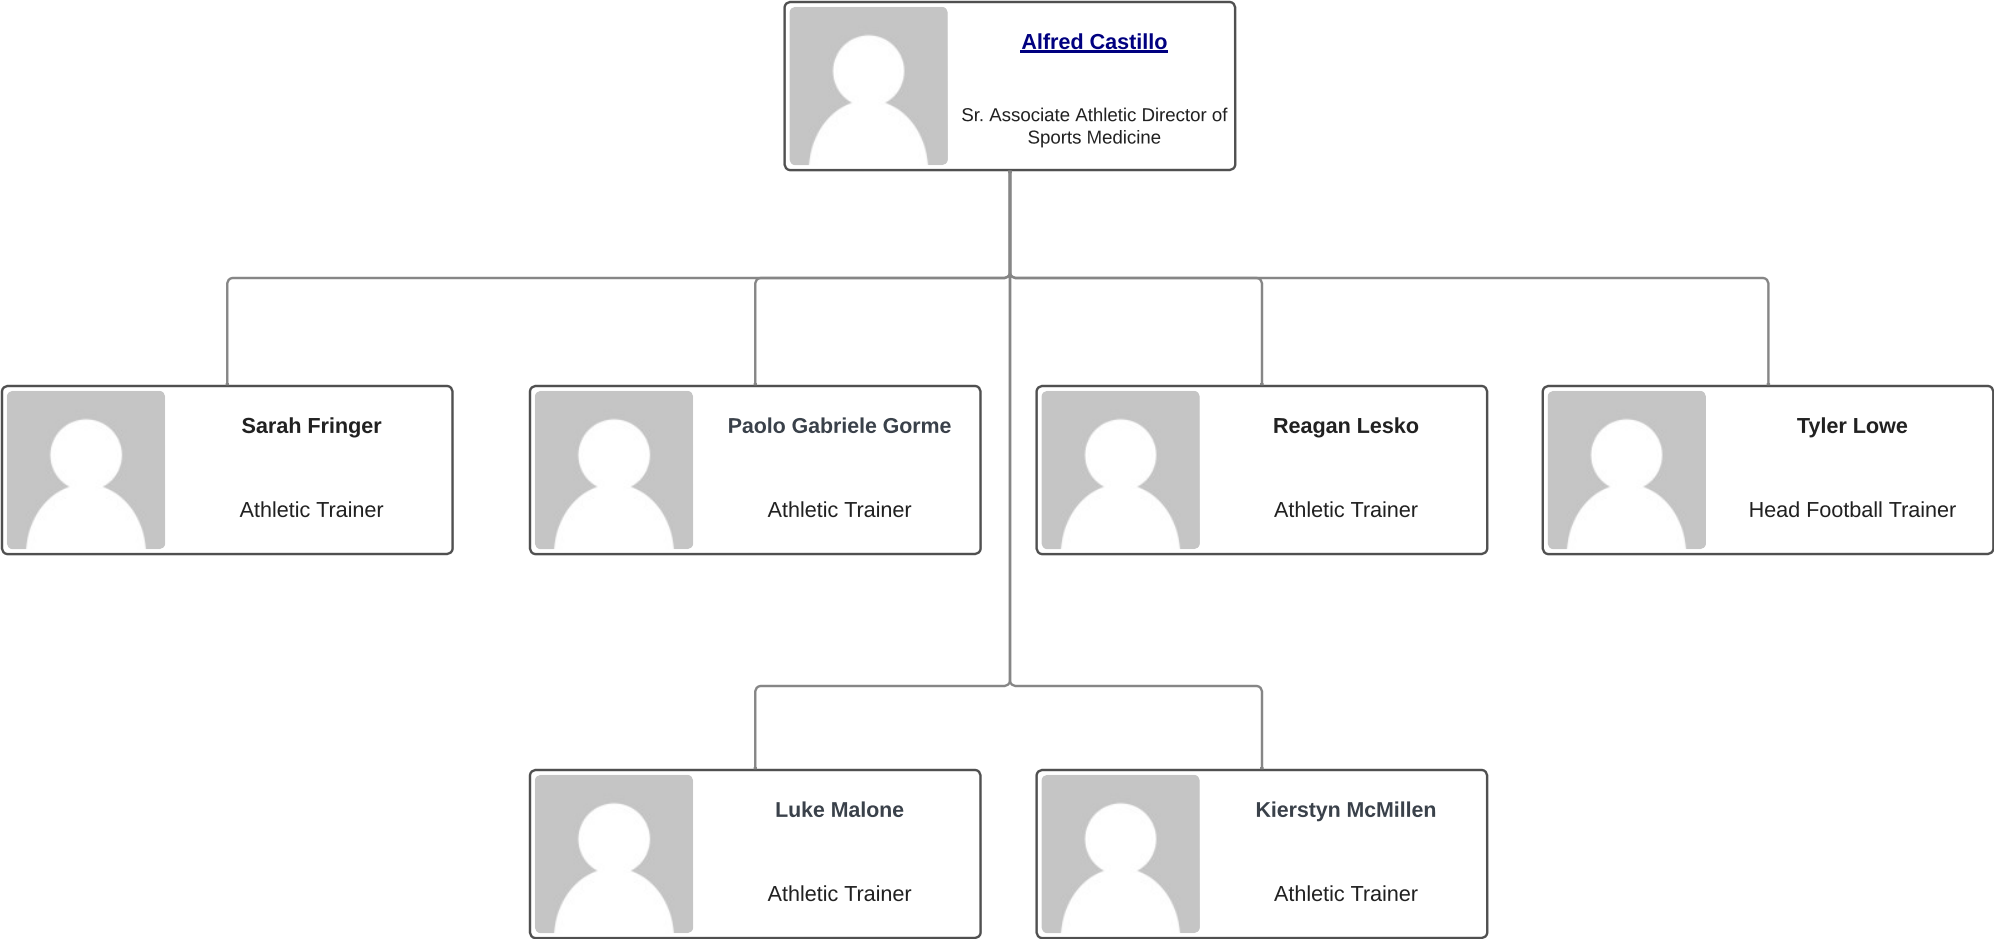 Alfred Castillo
Sr. Associate Athletic Director of
Sports Medicine
Sarah Fringer
Athletic Trainer
Paolo Gabriele Gorme
Athletic Trainer
Reagan Lesko
Athletic Trainer
Tyler Lowe
Head Football Trainer
Luke Malone
Athletic Trainer
Kierstyn McMillen
Athletic Trainer